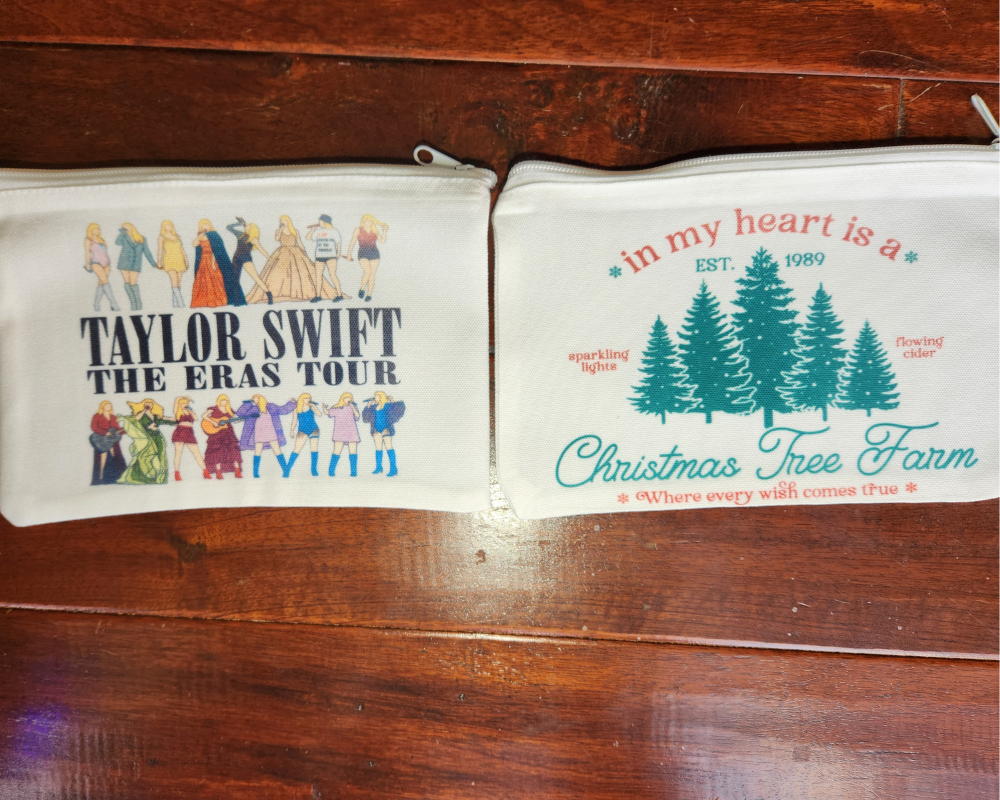 TAYLOR SWIFT
THE ERAS TOUR
in my heart is a
EST. 1989
sparkling
lights
flowing
cider
Christmas Tree Farm
Where every wish comes true